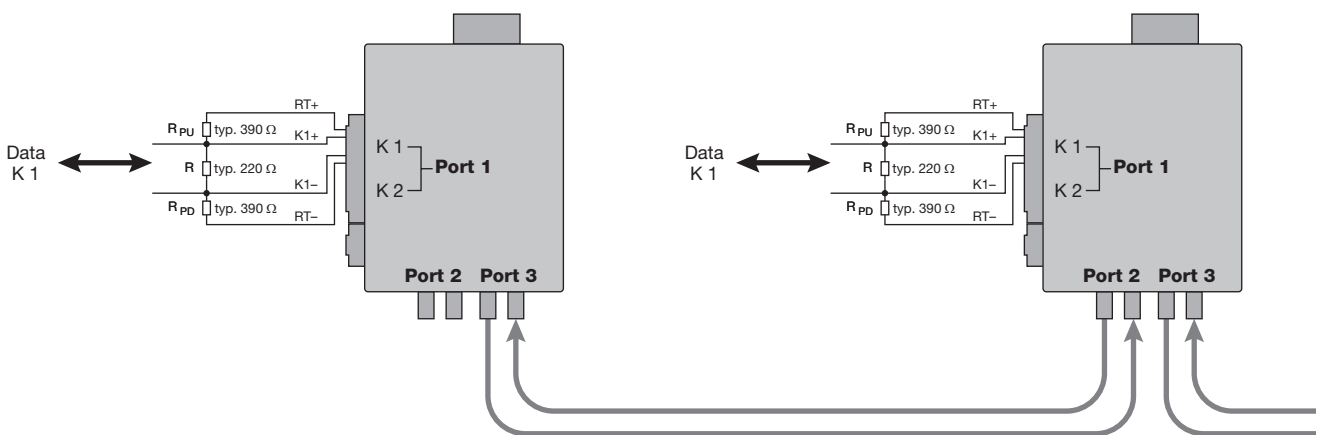 RT+
R PU typ. 390 Ω K1+
Data
K 1
R typ. 220 Ω
K1–
R PD typ. 390 Ω RT–
K 1
Port 1
K 2
Port 2 Port 3
RT+
R PU typ. 390 Ω K1+
Data
K 1
R typ. 220 Ω
K1–
R PD typ. 390 Ω RT–
K 1
Port 1
K 2
Port 2 Port 3